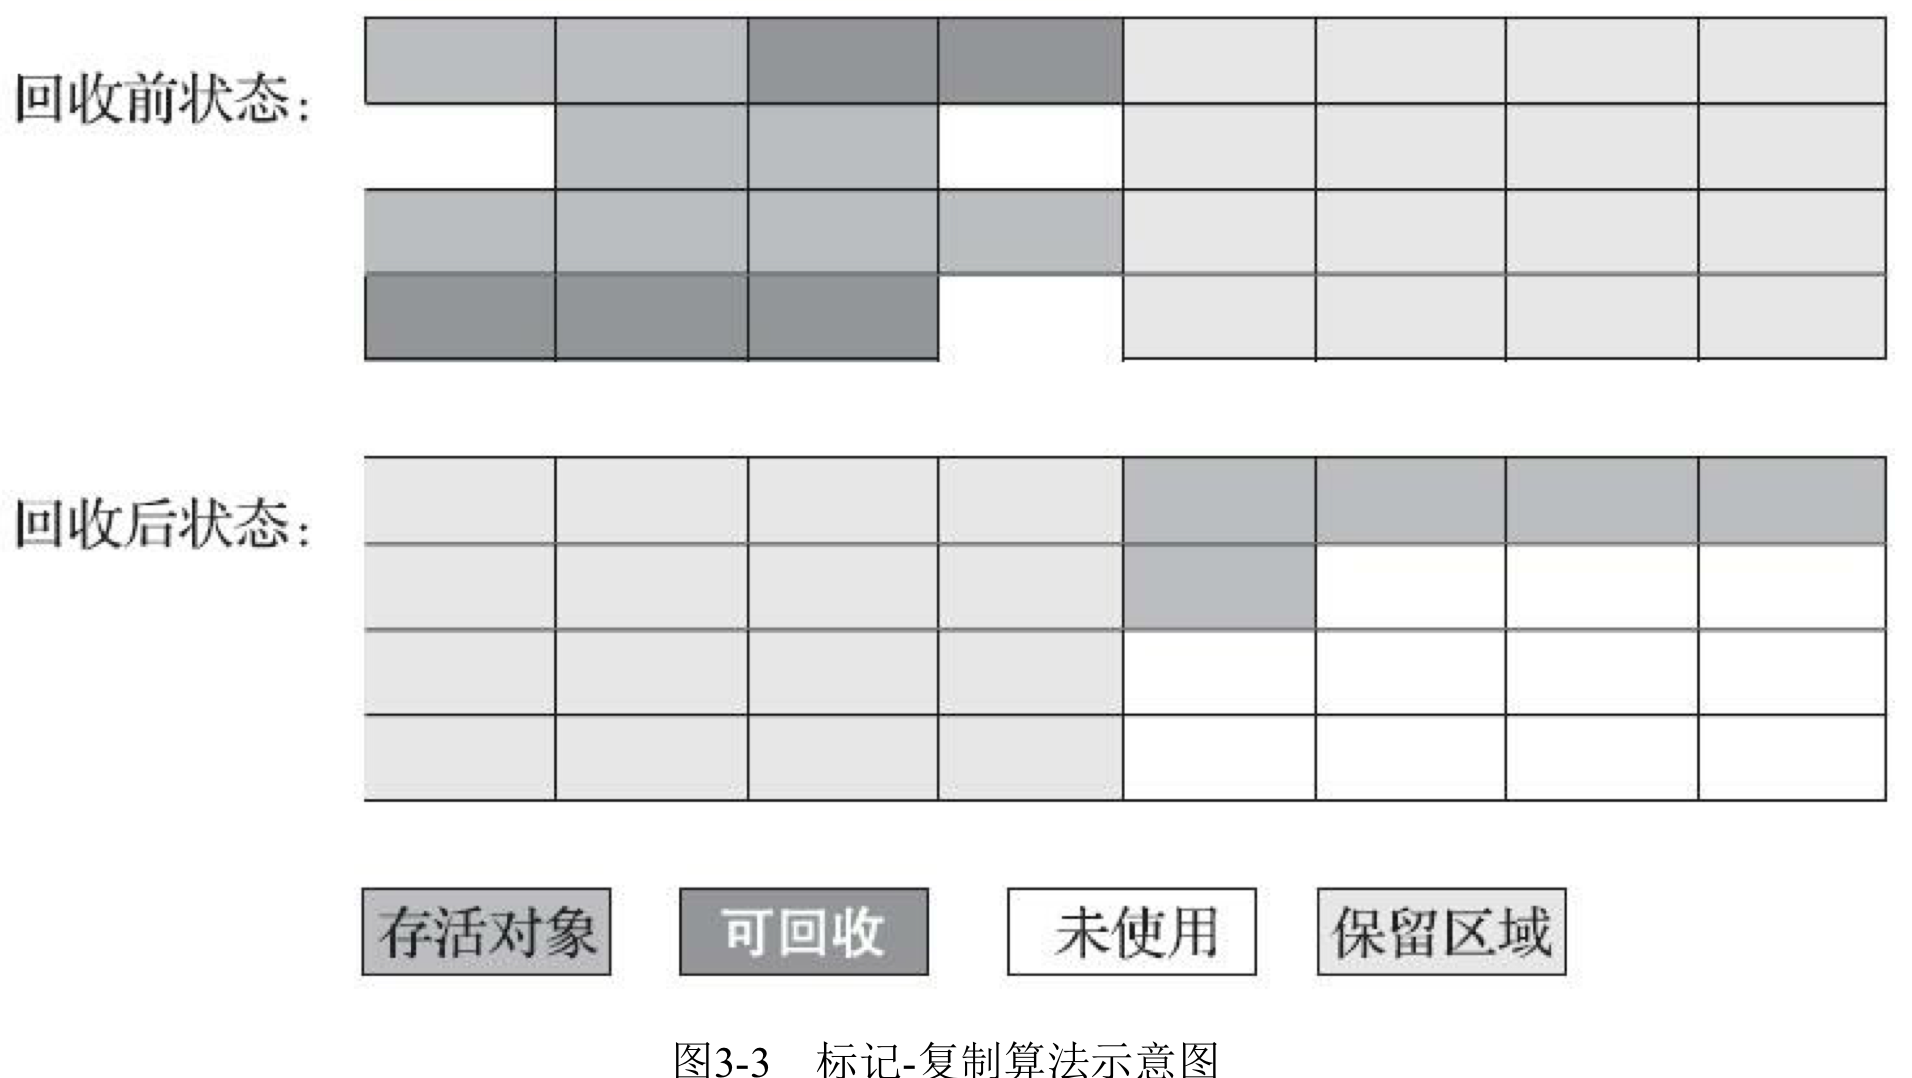 回收前状态：
回收后状态：
存活对象 可回收 未使用 保留区域
图3-3 标记-复制算法示意图